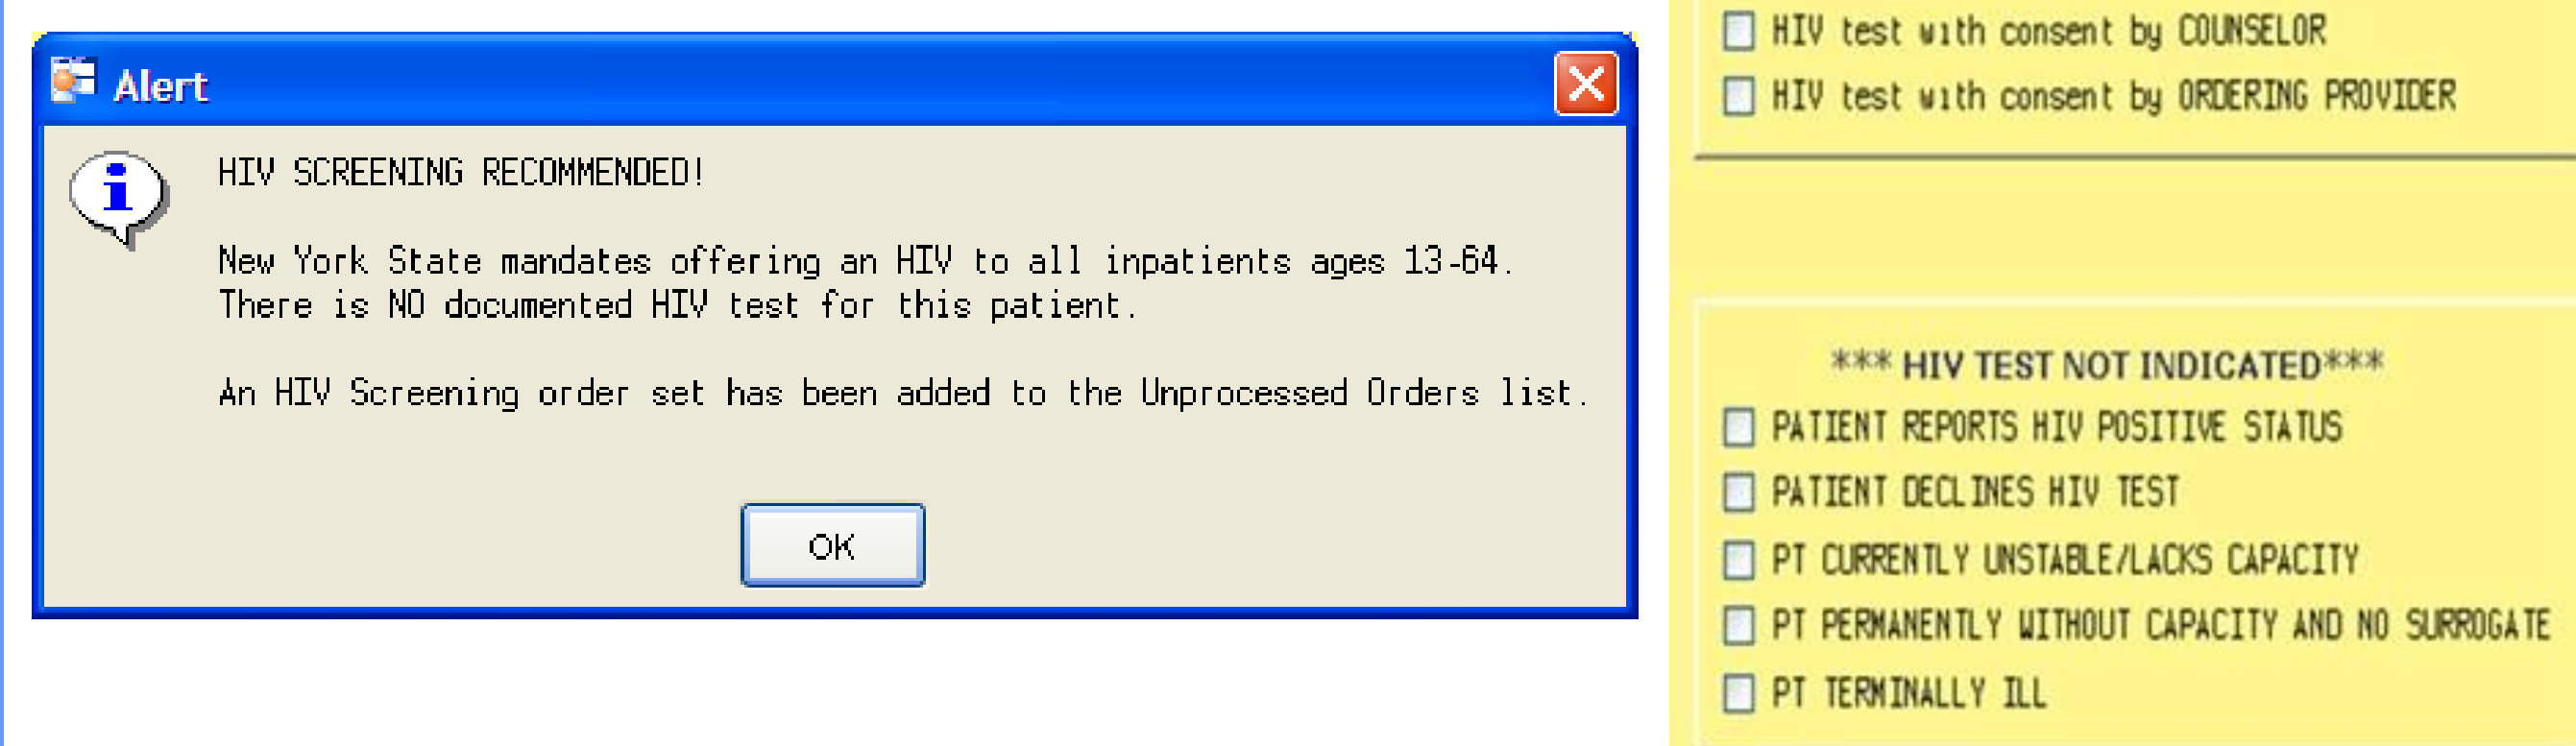 Alert
HIV SCREENING RECOMMENDED!
New York State mandates offering an HIV to all inpatients ages 13-64.
There is NO documented HIV test for this patient.
An HIV Screening order set has been added to the Unprocessed Orders list.
OK
HIV test with consent by COUNSELOR
HIV test with consent by ORDERING PROVIDER
*** HIV TEST NOT INDICATED***
PATIENT REPORTS HIV POSITIVE STATUS
PATIENT DECLINES HIV TEST
PT CURRENTLY UNSTABLE/LACKS CAPACITY
PT PERMANENTLY WITHOUT CAPACITY AND NO SURROGATE
PT TERMINALLY ILL